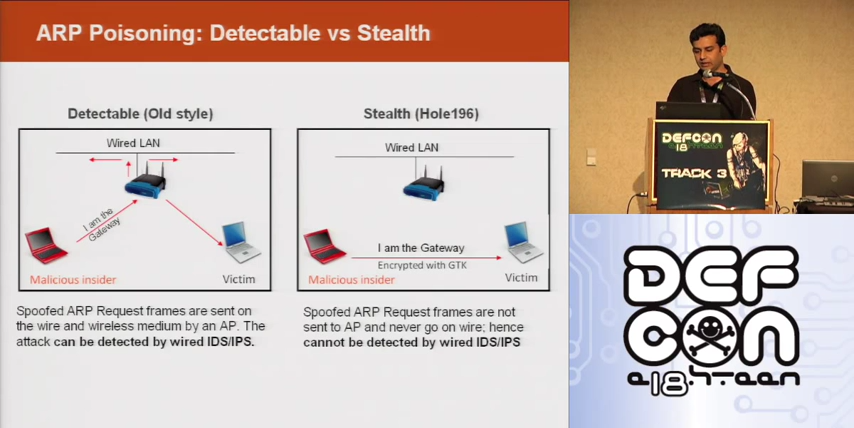 ARP Poisoning: Detectable vs Stealth
Detectable (Old style)
Wired LAN
I am the
Gateway
Malicious insider
Victim
Spoofed ARP Request frames are sent on
the wire and wireless medium by an AP. The
attack can be detected by wired IDS/IPS.
Stealth (Hole196)
Wired LAN
I am the Gateway
Encrypted with GTK
Malicious insider
Victim
Spoofed ARP Request frames are not
sent to AP and never go on wire; hence
cannot be detected by wired IDS/IPS
DEFCON
18
TRACK 3
DEF
CON
e18h+een